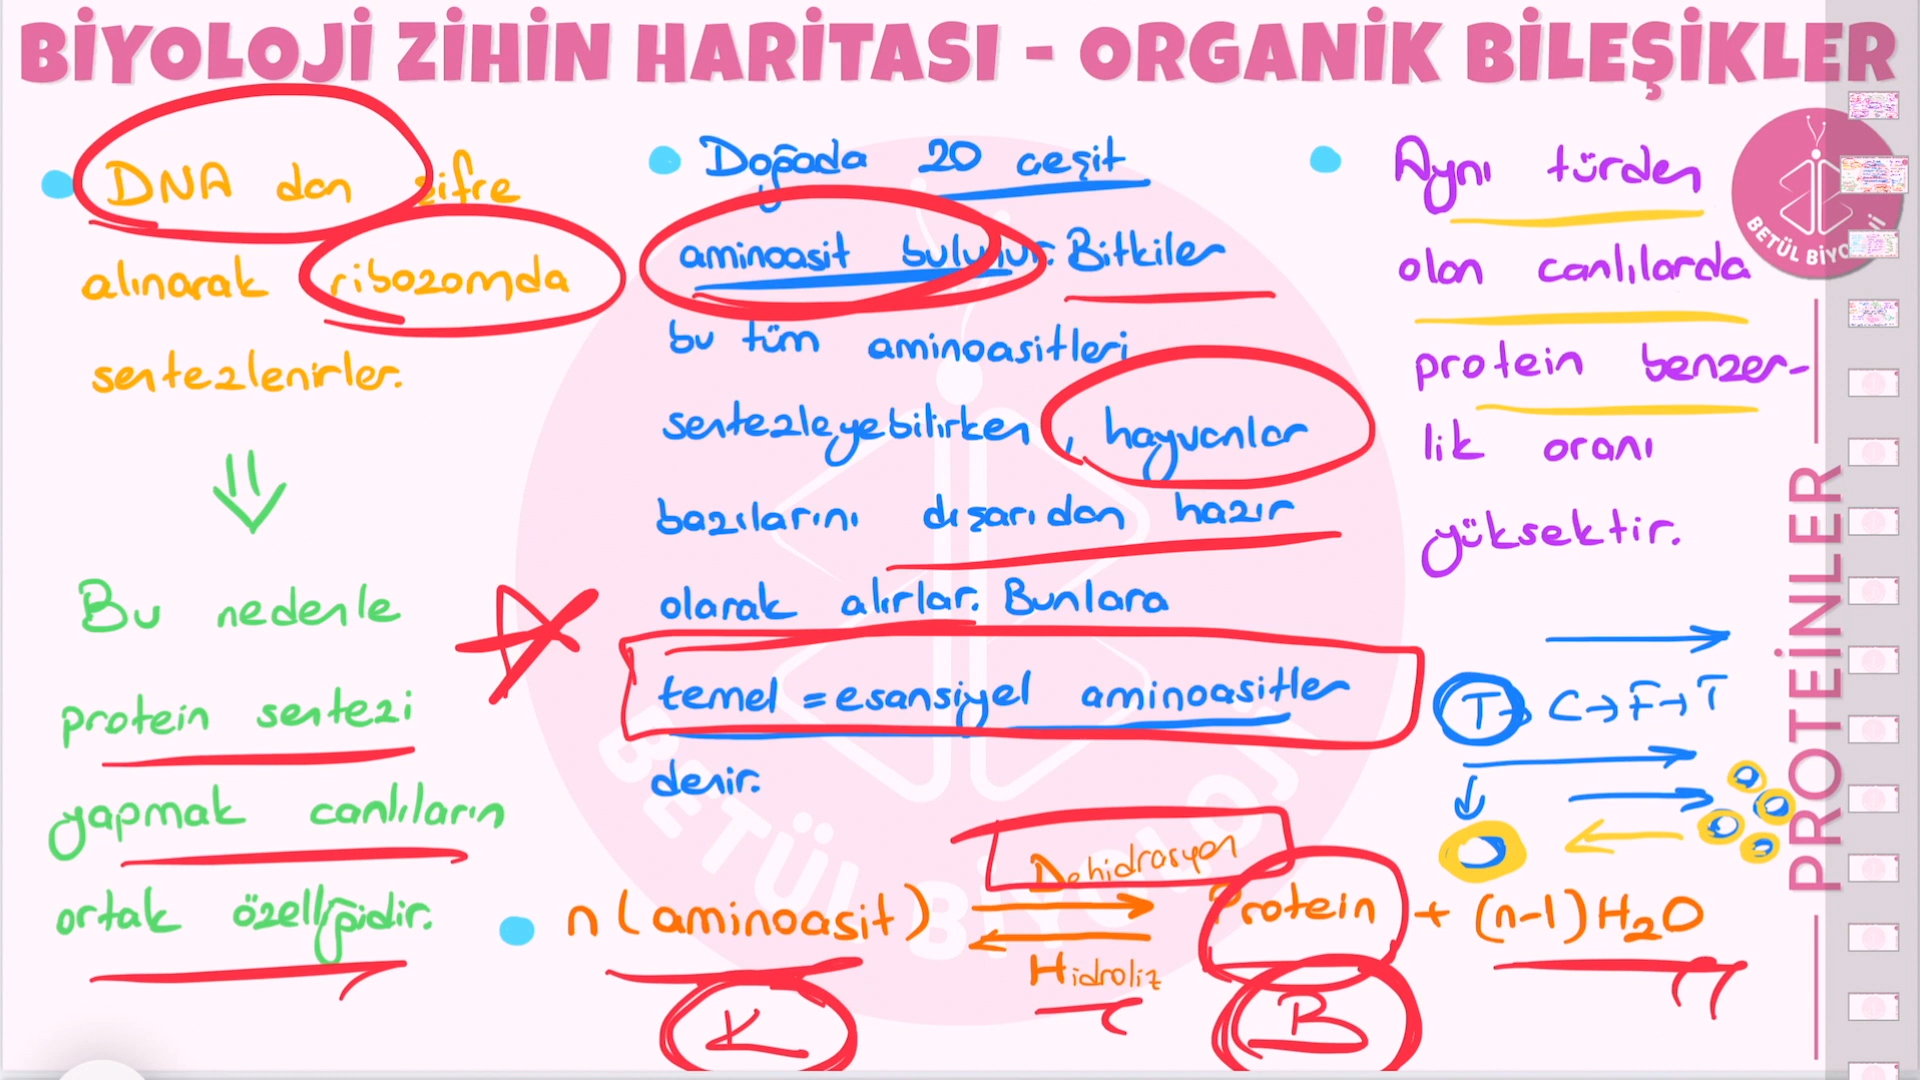 BİYOLOJİ ZİHİN HARİTASI - ORGANİK BİLEŞİKLER
DNA dan şifre
alınarak ribozomda
sentezlenirler.
Bu nedenle
protein sentezi
yapmak canlıların
ortak özelliğidir.
Doğada 20 çeşit
aminoasit bulunur. Bitkiler
bu tüm aminoasitleri
sentezleyebilirken, hayvanlar
bazılarını dışarıdan hazır
olarak alırlar. Bunlara
temel = esansiyel aminoasitler
denir.
Aynı türden
olan canlılarda
protein benzer-
lik oranı
yüksektir.
T → C → F → T
Dehidrasyon
n (aminoasit) Protein + (n-1) H2O
Hidroliz
K B
PROTEİNLER
BETÜL BİYOLOJİ